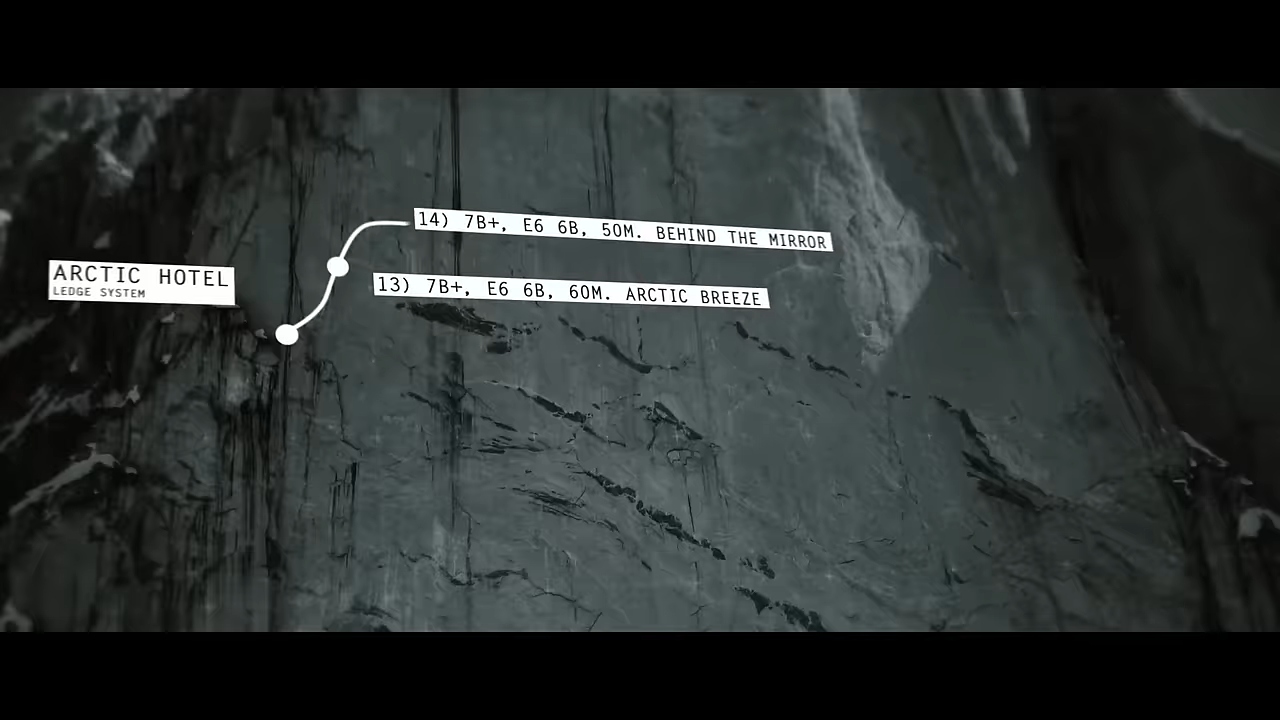 14) 7B+, E6 6B, 50M. BEHIND THE MIRROR
ARCTIC HOTEL
LEDGE SYSTEM
13) 7B+, E6 6B, 60M. ARCTIC BREEZE